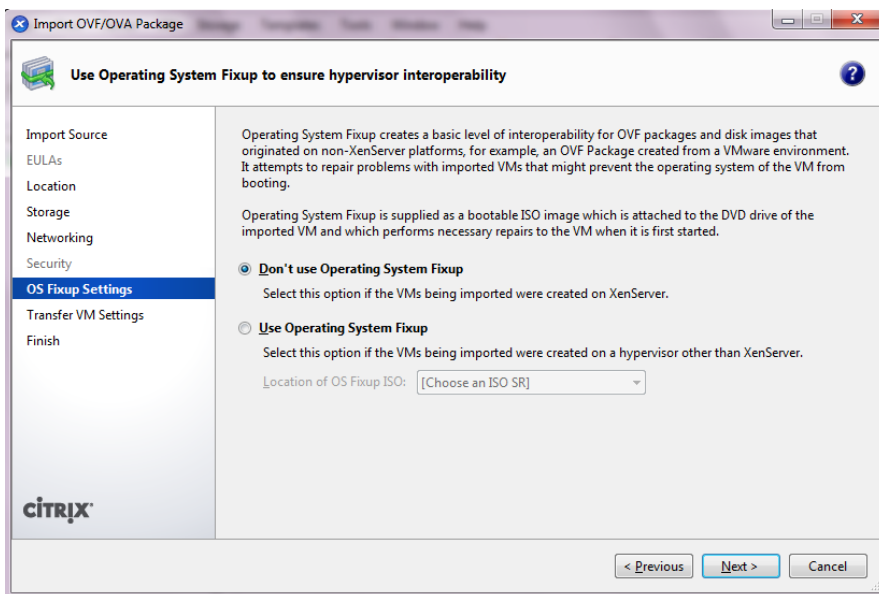 Import OVF/OVA Package
Storage Templates Tools Window Help
Use Operating System Fixup to ensure hypervisor interoperability
?
Import Source
EULAs
Location
Storage
Networking
Security
OS Fixup Settings
Transfer VM Settings
Finish
Operating System Fixup creates a basic level of interoperability for OVF packages and disk images that
originated on non-XenServer platforms, for example, an OVF Package created from a VMware environment.
It attempts to repair problems with imported VMs that might prevent the operating system of the VM from
booting.
Operating System Fixup is supplied as a bootable ISO image which is attached to the DVD drive of the
imported VM and which performs necessary repairs to the VM when it is first started.
Don't use Operating System Fixup
Select this option if the VMs being imported were created on XenServer.
Use Operating System Fixup
Select this option if the VMs being imported were created on a hypervisor other than XenServer.
Location of OS Fixup ISO: [Choose an ISO SR]
CITRIX
< Previous Next > Cancel